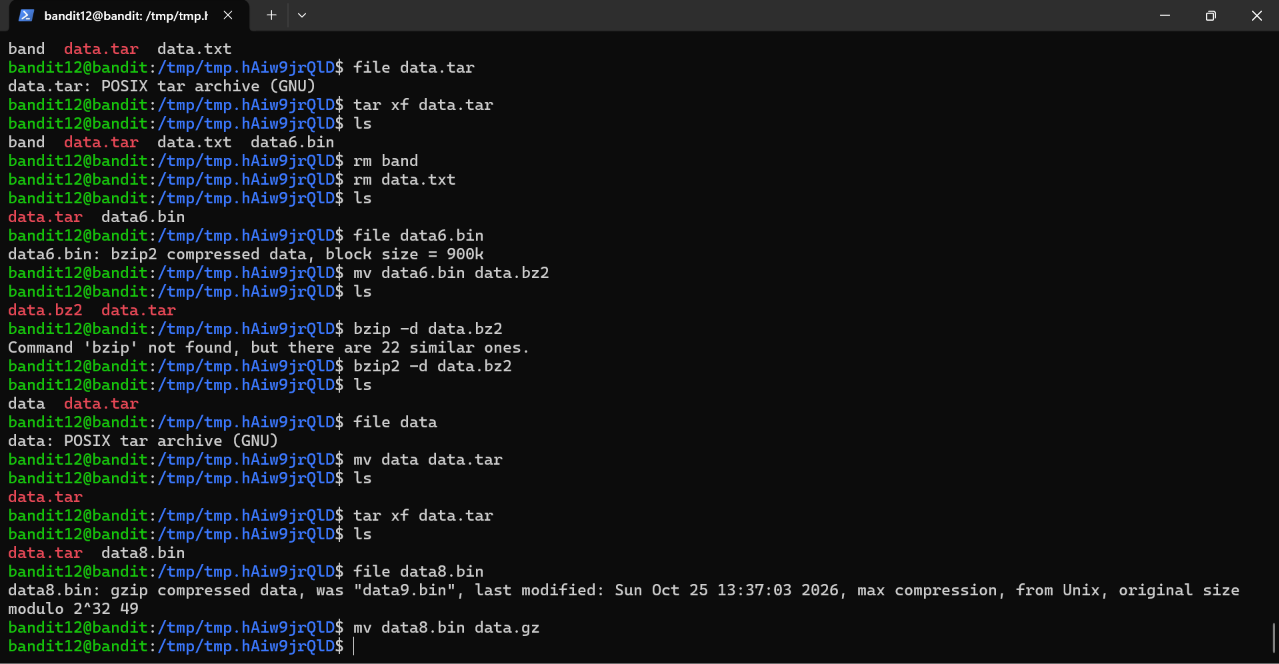 bandit12@bandit: /tmp/tmp.h
band  data.tar  data.txt
bandit12@bandit:/tmp/tmp.hAiw9jrQlD$ file data.tar
data.tar: POSIX tar archive (GNU)
bandit12@bandit:/tmp/tmp.hAiw9jrQlD$ tar xf data.tar
bandit12@bandit:/tmp/tmp.hAiw9jrQlD$ ls
band  data.tar  data.txt  data6.bin
bandit12@bandit:/tmp/tmp.hAiw9jrQlD$ rm band
bandit12@bandit:/tmp/tmp.hAiw9jrQlD$ rm data.txt
bandit12@bandit:/tmp/tmp.hAiw9jrQlD$ ls
data.tar  data6.bin
bandit12@bandit:/tmp/tmp.hAiw9jrQlD$ file data6.bin
data6.bin: bzip2 compressed data, block size = 900k
bandit12@bandit:/tmp/tmp.hAiw9jrQlD$ mv data6.bin data.bz2
bandit12@bandit:/tmp/tmp.hAiw9jrQlD$ ls
data.bz2  data.tar
bandit12@bandit:/tmp/tmp.hAiw9jrQlD$ bzip -d data.bz2
Command 'bzip' not found, but there are 22 similar ones.
bandit12@bandit:/tmp/tmp.hAiw9jrQlD$ bzip2 -d data.bz2
bandit12@bandit:/tmp/tmp.hAiw9jrQlD$ ls
data  data.tar
bandit12@bandit:/tmp/tmp.hAiw9jrQlD$ file data
data: POSIX tar archive (GNU)
bandit12@bandit:/tmp/tmp.hAiw9jrQlD$ mv data data.tar
bandit12@bandit:/tmp/tmp.hAiw9jrQlD$ ls
data.tar
bandit12@bandit:/tmp/tmp.hAiw9jrQlD$ tar xf data.tar
bandit12@bandit:/tmp/tmp.hAiw9jrQlD$ ls
data.tar  data8.bin
bandit12@bandit:/tmp/tmp.hAiw9jrQlD$ file data8.bin
data8.bin: gzip compressed data, was "data9.bin", last modified: Sun Oct 25 13:37:03 2026, max compression, from Unix, original size
modulo 2^32 49
bandit12@bandit:/tmp/tmp.hAiw9jrQlD$ mv data8.bin data.gz
bandit12@bandit:/tmp/tmp.hAiw9jrQlD$